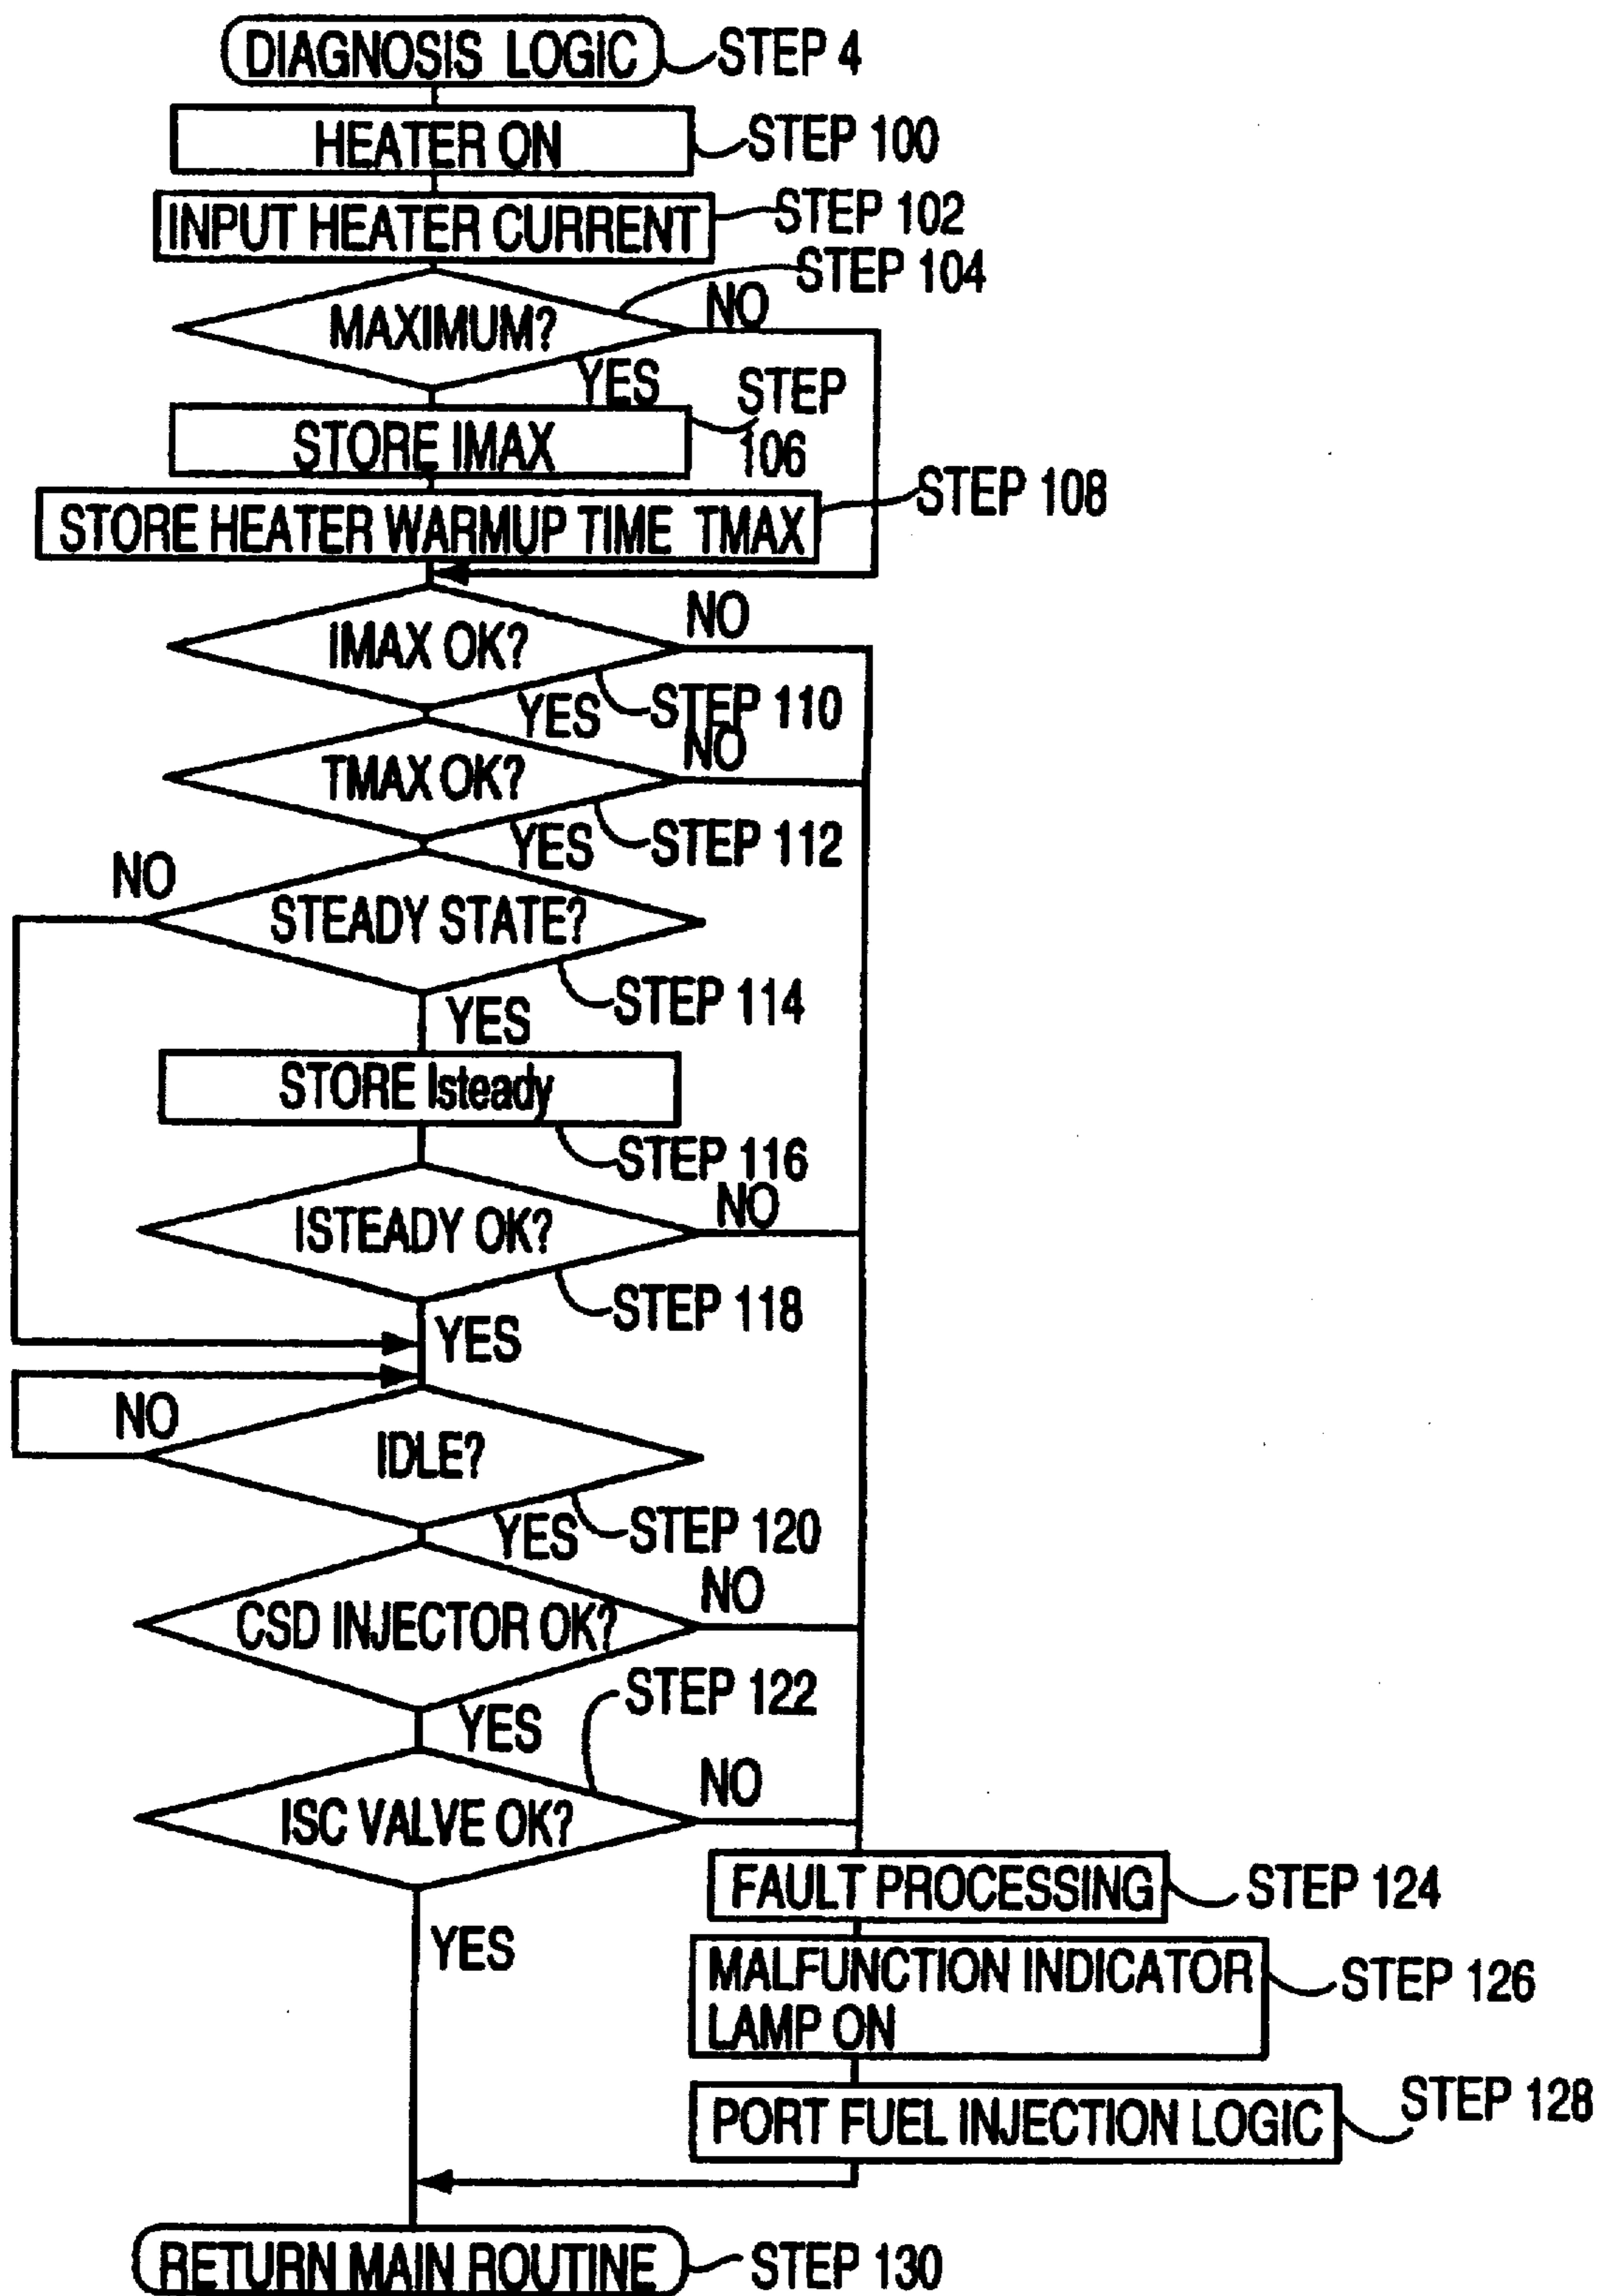 DIAGNOSIS LOGIC
STEP 4
HEATER ON
STEP 100
INPUT HEATER CURRENT
STEP 102
STEP 104
MAXIMUM?
NO
YES
STEP
106
STORE IMAX
STORE HEATER WARMUP TIME TMAX
STEP 108
IMAX OK?
NO
YES
STEP 110
TMAX OK?
NO
YES
STEP 112
NO
STEADY STATE?
STEP 114
YES
STORE Isteady
STEP 116
ISTEADY OK?
NO
STEP 118
YES
NO
IDLE?
YES
STEP 120
CSD INJECTOR OK?
NO
STEP 122
YES
ISC VALVE OK?
NO
YES
FAULT PROCESSING
STEP 124
MALFUNCTION INDICATOR
LAMP ON
STEP 126
PORT FUEL INJECTION LOGIC
STEP 128
RETURN MAIN ROUTINE
STEP 130